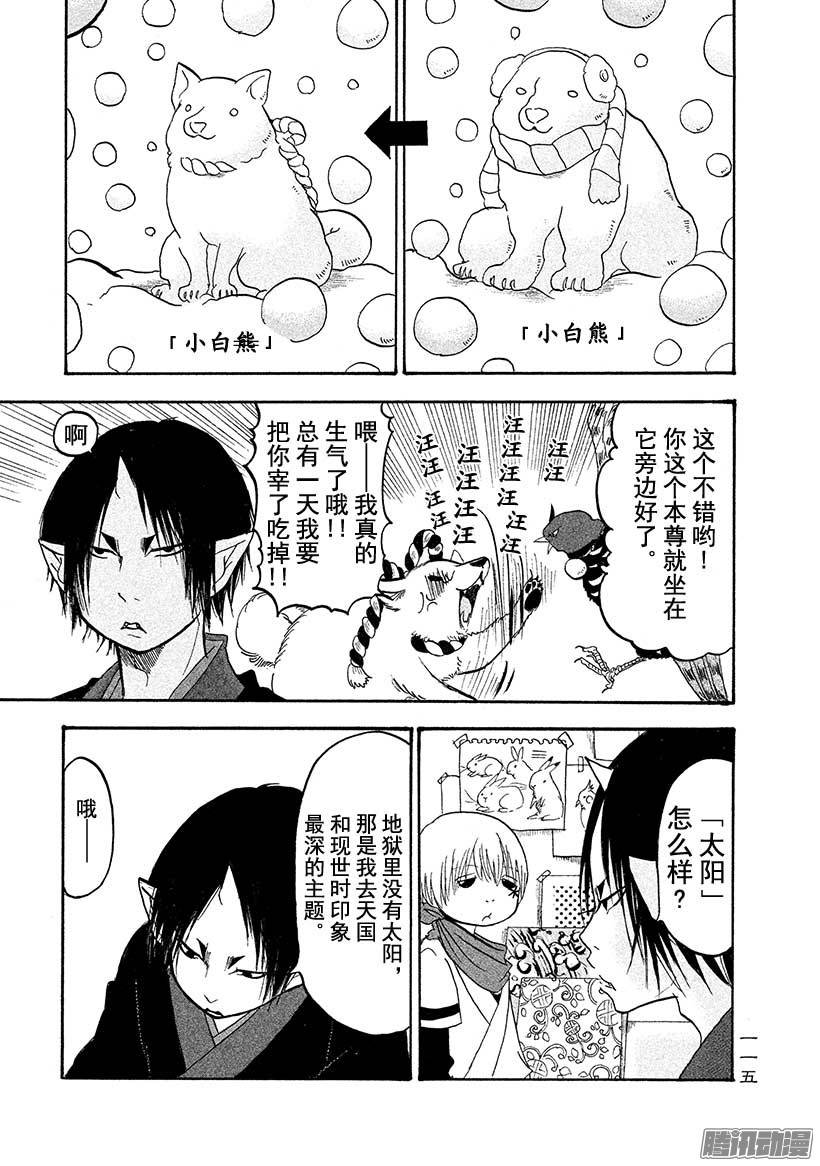 「小白熊」
「小白熊」
这个不错哟！
你这个本尊就坐在
它旁边好了。
汪汪
汪汪汪
汪汪汪汪
汪汪汪汪
汪汪汪
喂——我真的
生气了哦！！
总有一天我要
把你宰了吃掉！！
啊
「太阳」
怎么样？
地狱里没有太阳，
那是我去天国
和现世时印象
最深的主题。
哦——
一一五
腾讯动漫